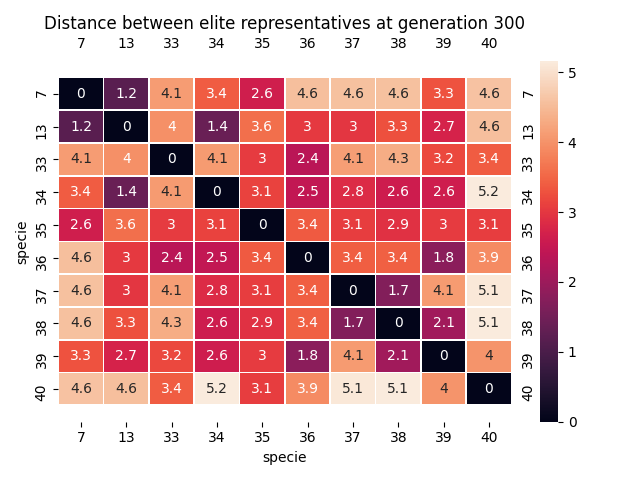 Distance between elite representatives at generation 300
7 13 33 34 35 36 37 38 39 40
7 0 1.2 4.1 3.4 2.6 4.6 4.6 4.6 3.3 4.6 7
13 1.2 0 4 1.4 3.6 3 3 3.3 2.7 4.6 13
33 4.1 4 0 4.1 3 2.4 4.1 4.3 3.2 3.4 33
34 3.4 1.4 4.1 0 3.1 2.5 2.8 2.6 2.6 5.2 34
35 2.6 3.6 3 3.1 0 3.4 3.1 2.9 3 3.1 35
36 4.6 3 2.4 2.5 3.4 0 3.4 3.4 1.8 3.9 36
37 4.6 3 4.1 2.8 3.1 3.4 0 1.7 4.1 5.1 37
38 4.6 3.3 4.3 2.6 2.9 3.4 1.7 0 2.1 5.1 38
39 3.3 2.7 3.2 2.6 3 1.8 4.1 2.1 0 4 39
40 4.6 4.6 3.4 5.2 3.1 3.9 5.1 5.1 4 0 40
7 13 33 34 35 36 37 38 39 40
specie
specie
5
4
3
2
1
0